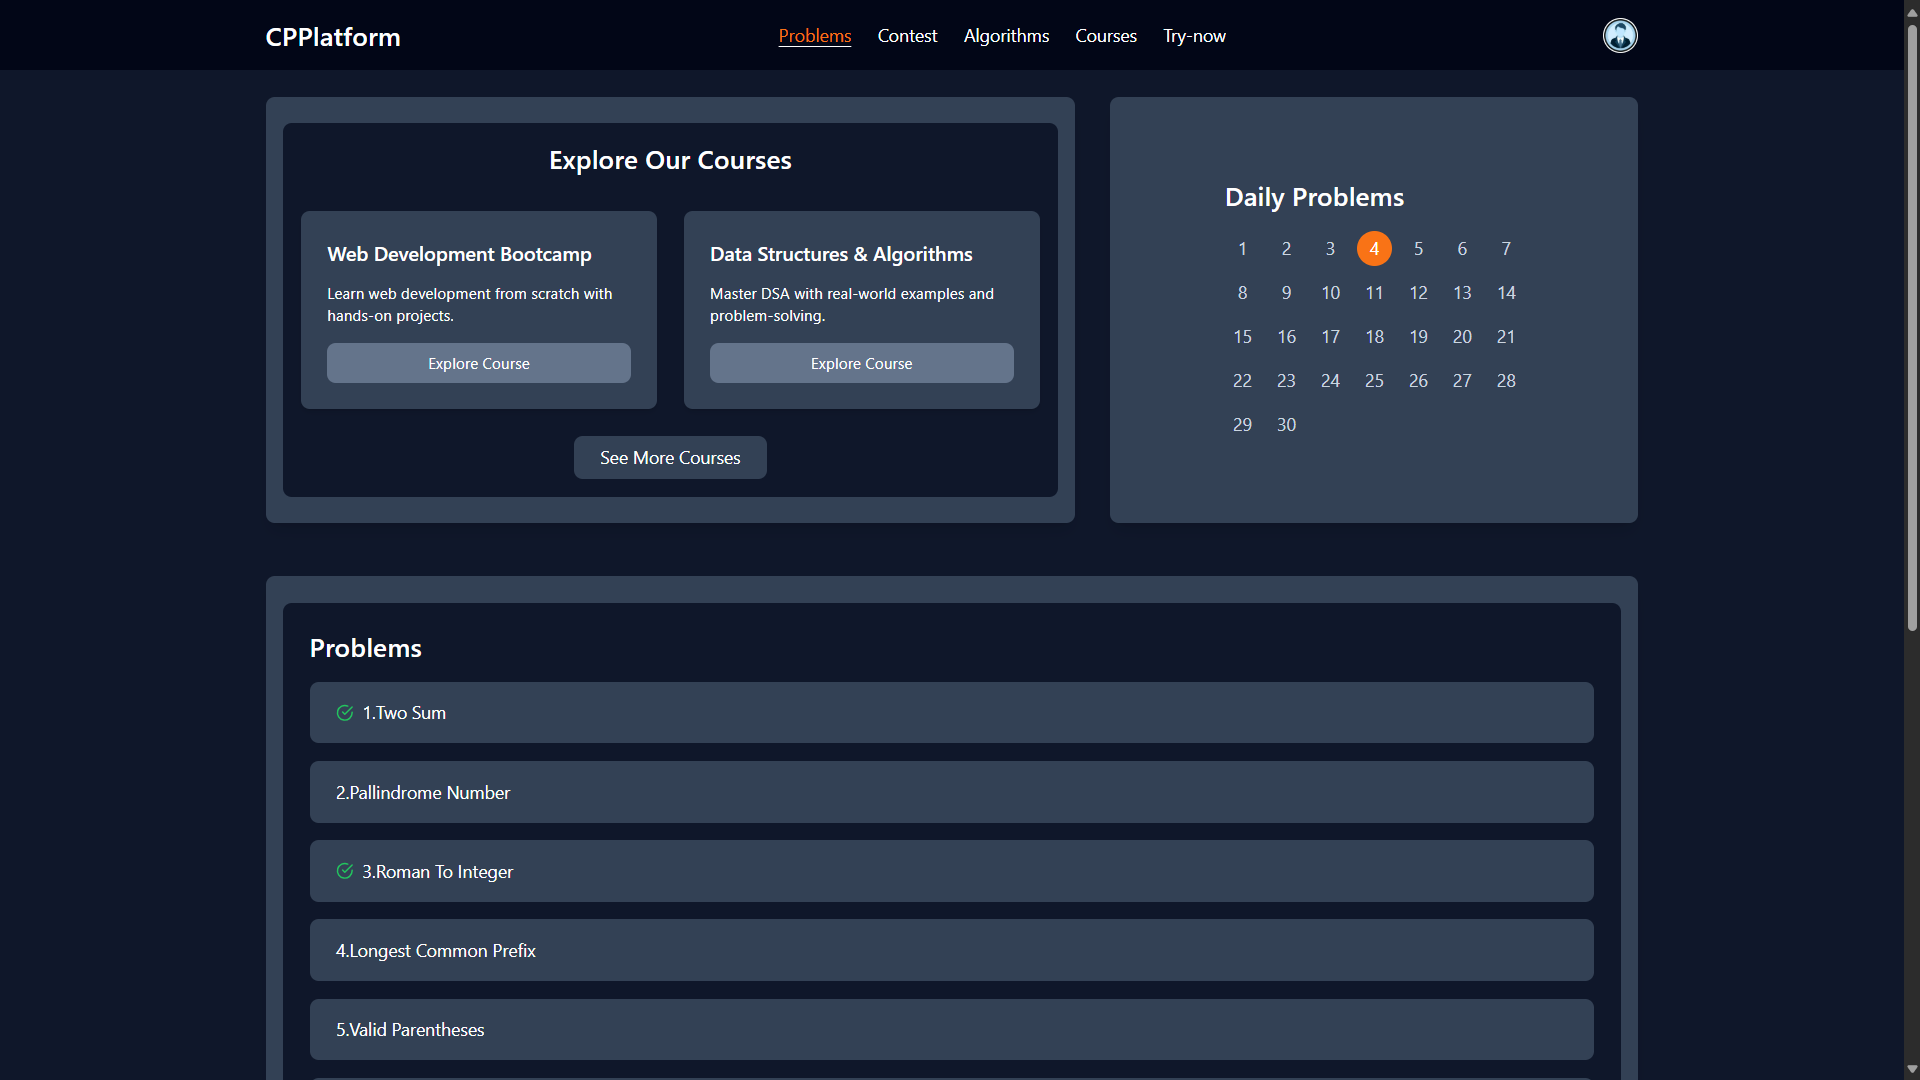 CPPlatform
Problems Contest Algorithms Courses Try-now
Explore Our Courses
Web Development Bootcamp
Learn web development from scratch with
hands-on projects.
Explore Course
Data Structures & Algorithms
Master DSA with real-world examples and
problem-solving.
Explore Course
See More Courses
Daily Problems
1 2 3 4 5 6 7
8 9 10 11 12 13 14
15 16 17 18 19 20 21
22 23 24 25 26 27 28
29 30
Problems
1.Two Sum
2.Pallindrome Number
3.Roman To Integer
4.Longest Common Prefix
5.Valid Parentheses